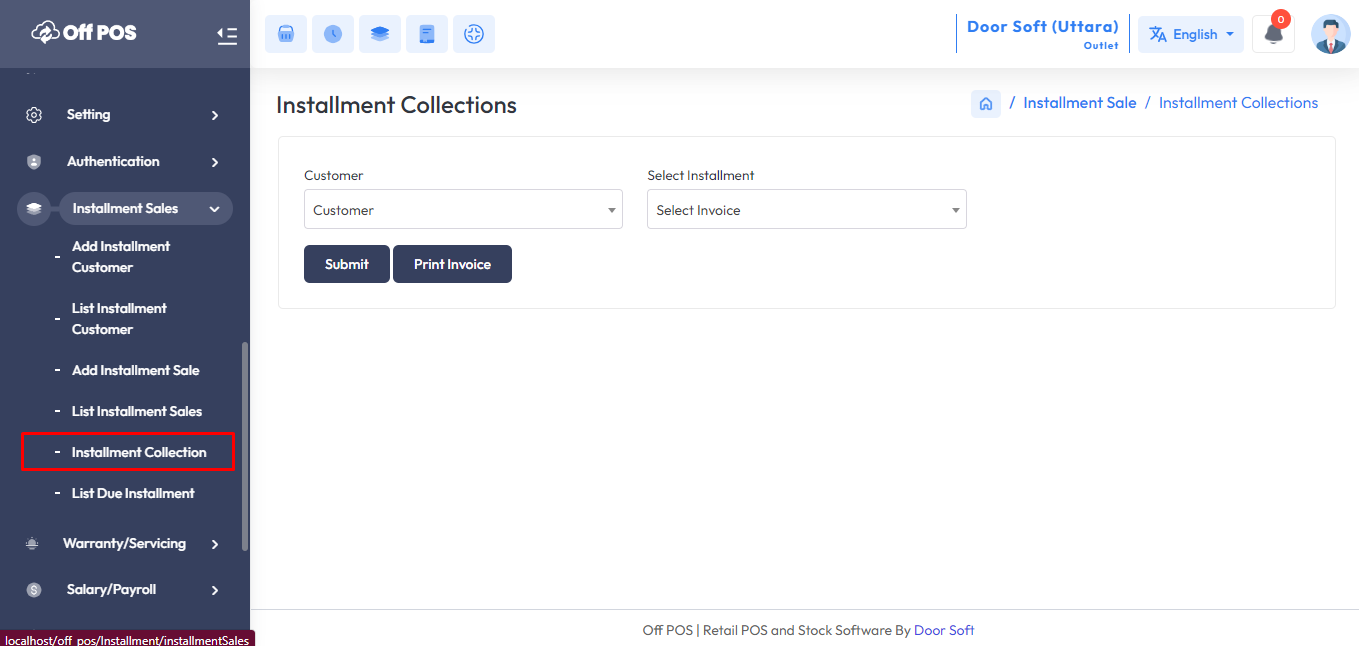 Off POS
Door Soft (Uttara)
Outlet
English
0
Setting
Authentication
Installment Sales
- Add Installment
Customer
- List Installment
Customer
- Add Installment Sale
- List Installment Sales
- Installment Collection
- List Due Installment
Warranty/Servicing
Salary/Payroll
localhost/off_pos/Installment/installmentSales
Installment Collections
/ Installment Sale / Installment Collections
Customer
Customer
Select Installment
Select Invoice
Submit
Print Invoice
Off POS | Retail POS and Stock Software By Door Soft